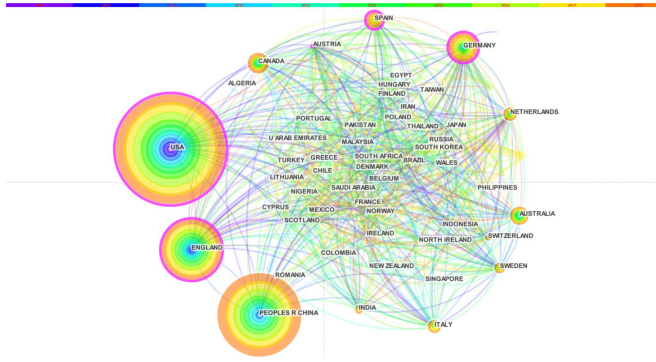 SPAIN
AUSTRIA
GERMANY
CANADA
EGYPT
ALGERIA
HUNGARY
TAIWAN
FINLAND
IRAN
NETHERLANDS
PORTUGAL
POLAND
PAKISTAN
THAILAND
JAPAN
U ARAB EMIRATES
MALAYSIA
RUSSIA
USA
SOUTH KOREA
TURKEY
GREECE
SOUTH AFRICA
BRAZIL
WALES
CHILE
DENMARK
LITHUANIA
BELGIUM
NIGERIA
SAUDI ARABIA
PHILIPPINES
CYPRUS
MEXICO
FRANCE
NORWAY
AUSTRALIA
SCOTLAND
INDONESIA
IRELAND
NORTH IRELAND
SWITZERLAND
ENGLAND
COLOMBIA
ROMANIA
NEW ZEALAND
SWEDEN
SINGAPORE
INDIA
PEOPLES R CHINA
ITALY